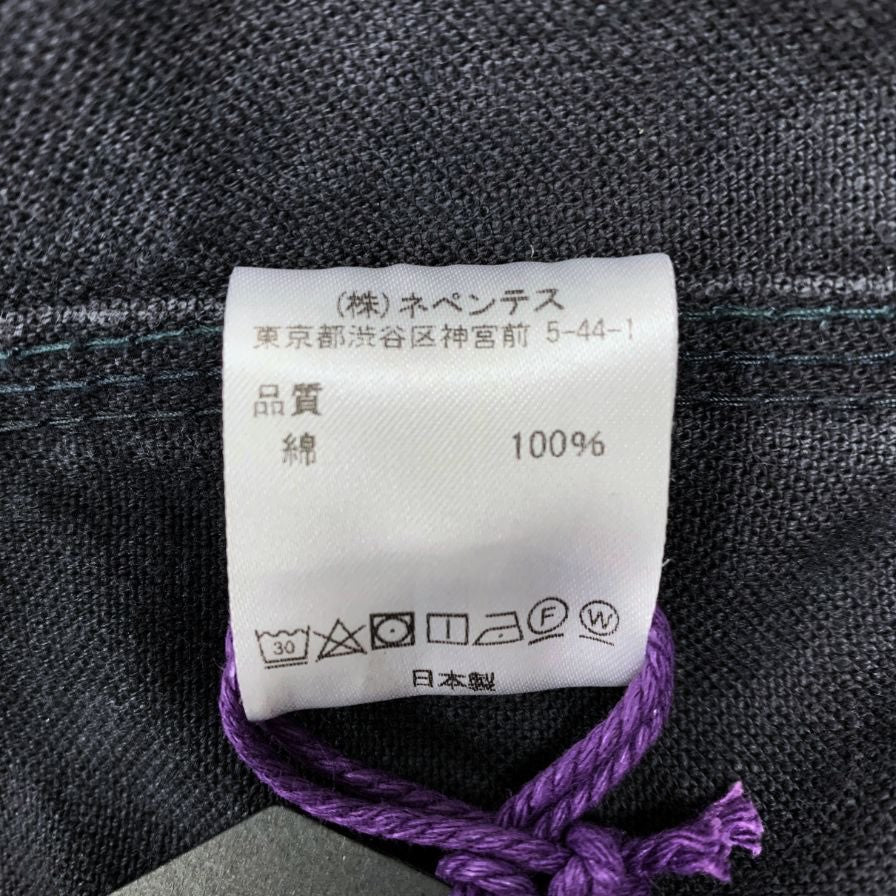 (株)ネペンテス
東京都渋谷区神宮前 5-44-1
品質
綿 100%
30 F W
日本製